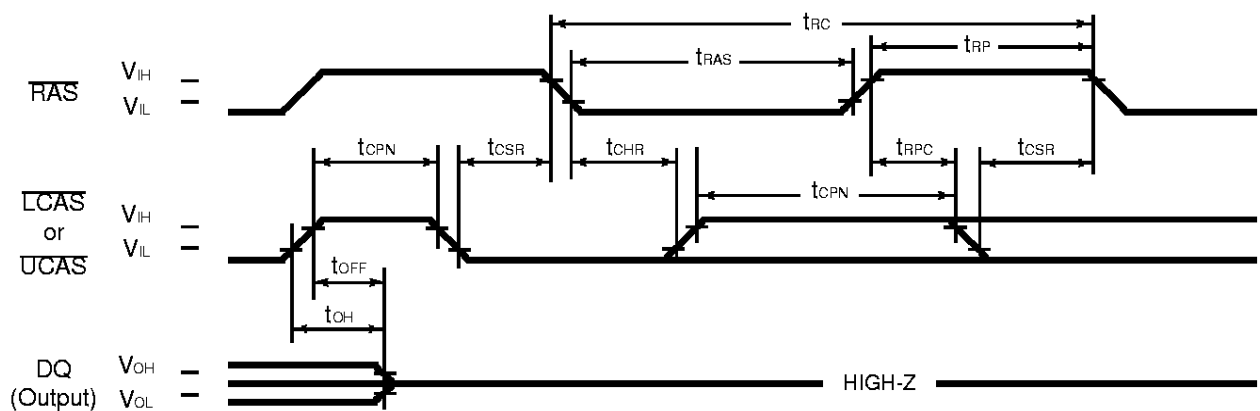 tRC
tRP
tRAS
RAS
VIH
VIL
tCPN
tCSR
tCHR
tRPC
tCSR
tCPN
LCAS
or
UCAS
VIH
VIL
tOFF
tOH
DQ
(Output)
VOH
VOL
HIGH-Z